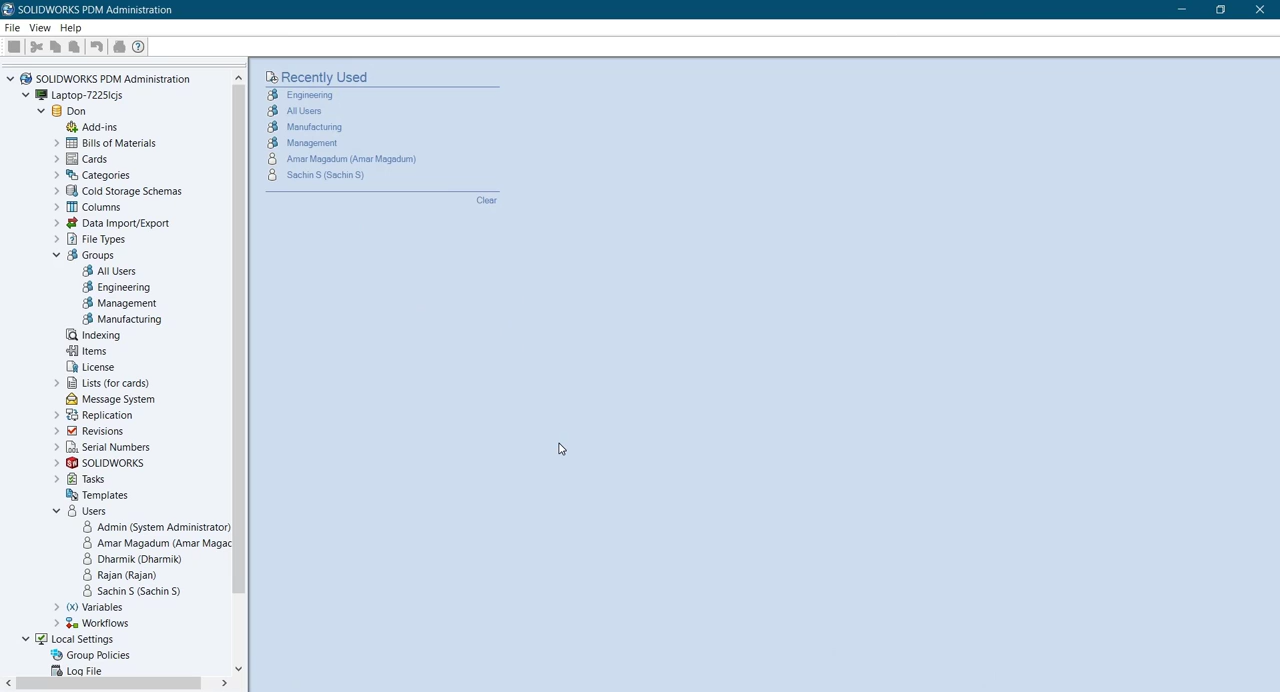 SOLIDWORKS PDM Administration
File View Help
SOLIDWORKS PDM Administration
Laptop-7225lcjs
Don
Add-ins
Bills of Materials
Cards
Categories
Cold Storage Schemas
Columns
Data Import/Export
File Types
Groups
All Users
Engineering
Management
Manufacturing
Indexing
Items
License
Lists (for cards)
Message System
Replication
Revisions
Serial Numbers
SOLIDWORKS
Tasks
Templates
Users
Admin (System Administrator)
Amar Magadum (Amar Magac
Dharmik (Dharmik)
Rajan (Rajan)
Sachin S (Sachin S)
Variables
Workflows
Local Settings
Group Policies
Log File
Recently Used
Engineering
All Users
Manufacturing
Management
Amar Magadum (Amar Magadum)
Sachin S (Sachin S)
Clear